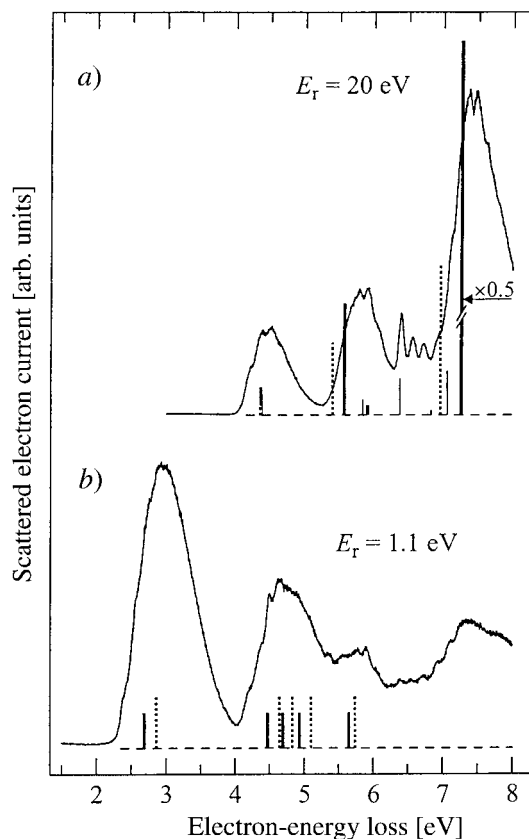 a)
E_r = 20 eV
×0.5
b)
E_r = 1.1 eV
Scattered electron current [arb. units]
2 3 4 5 6 7 8
Electron-energy loss [eV]